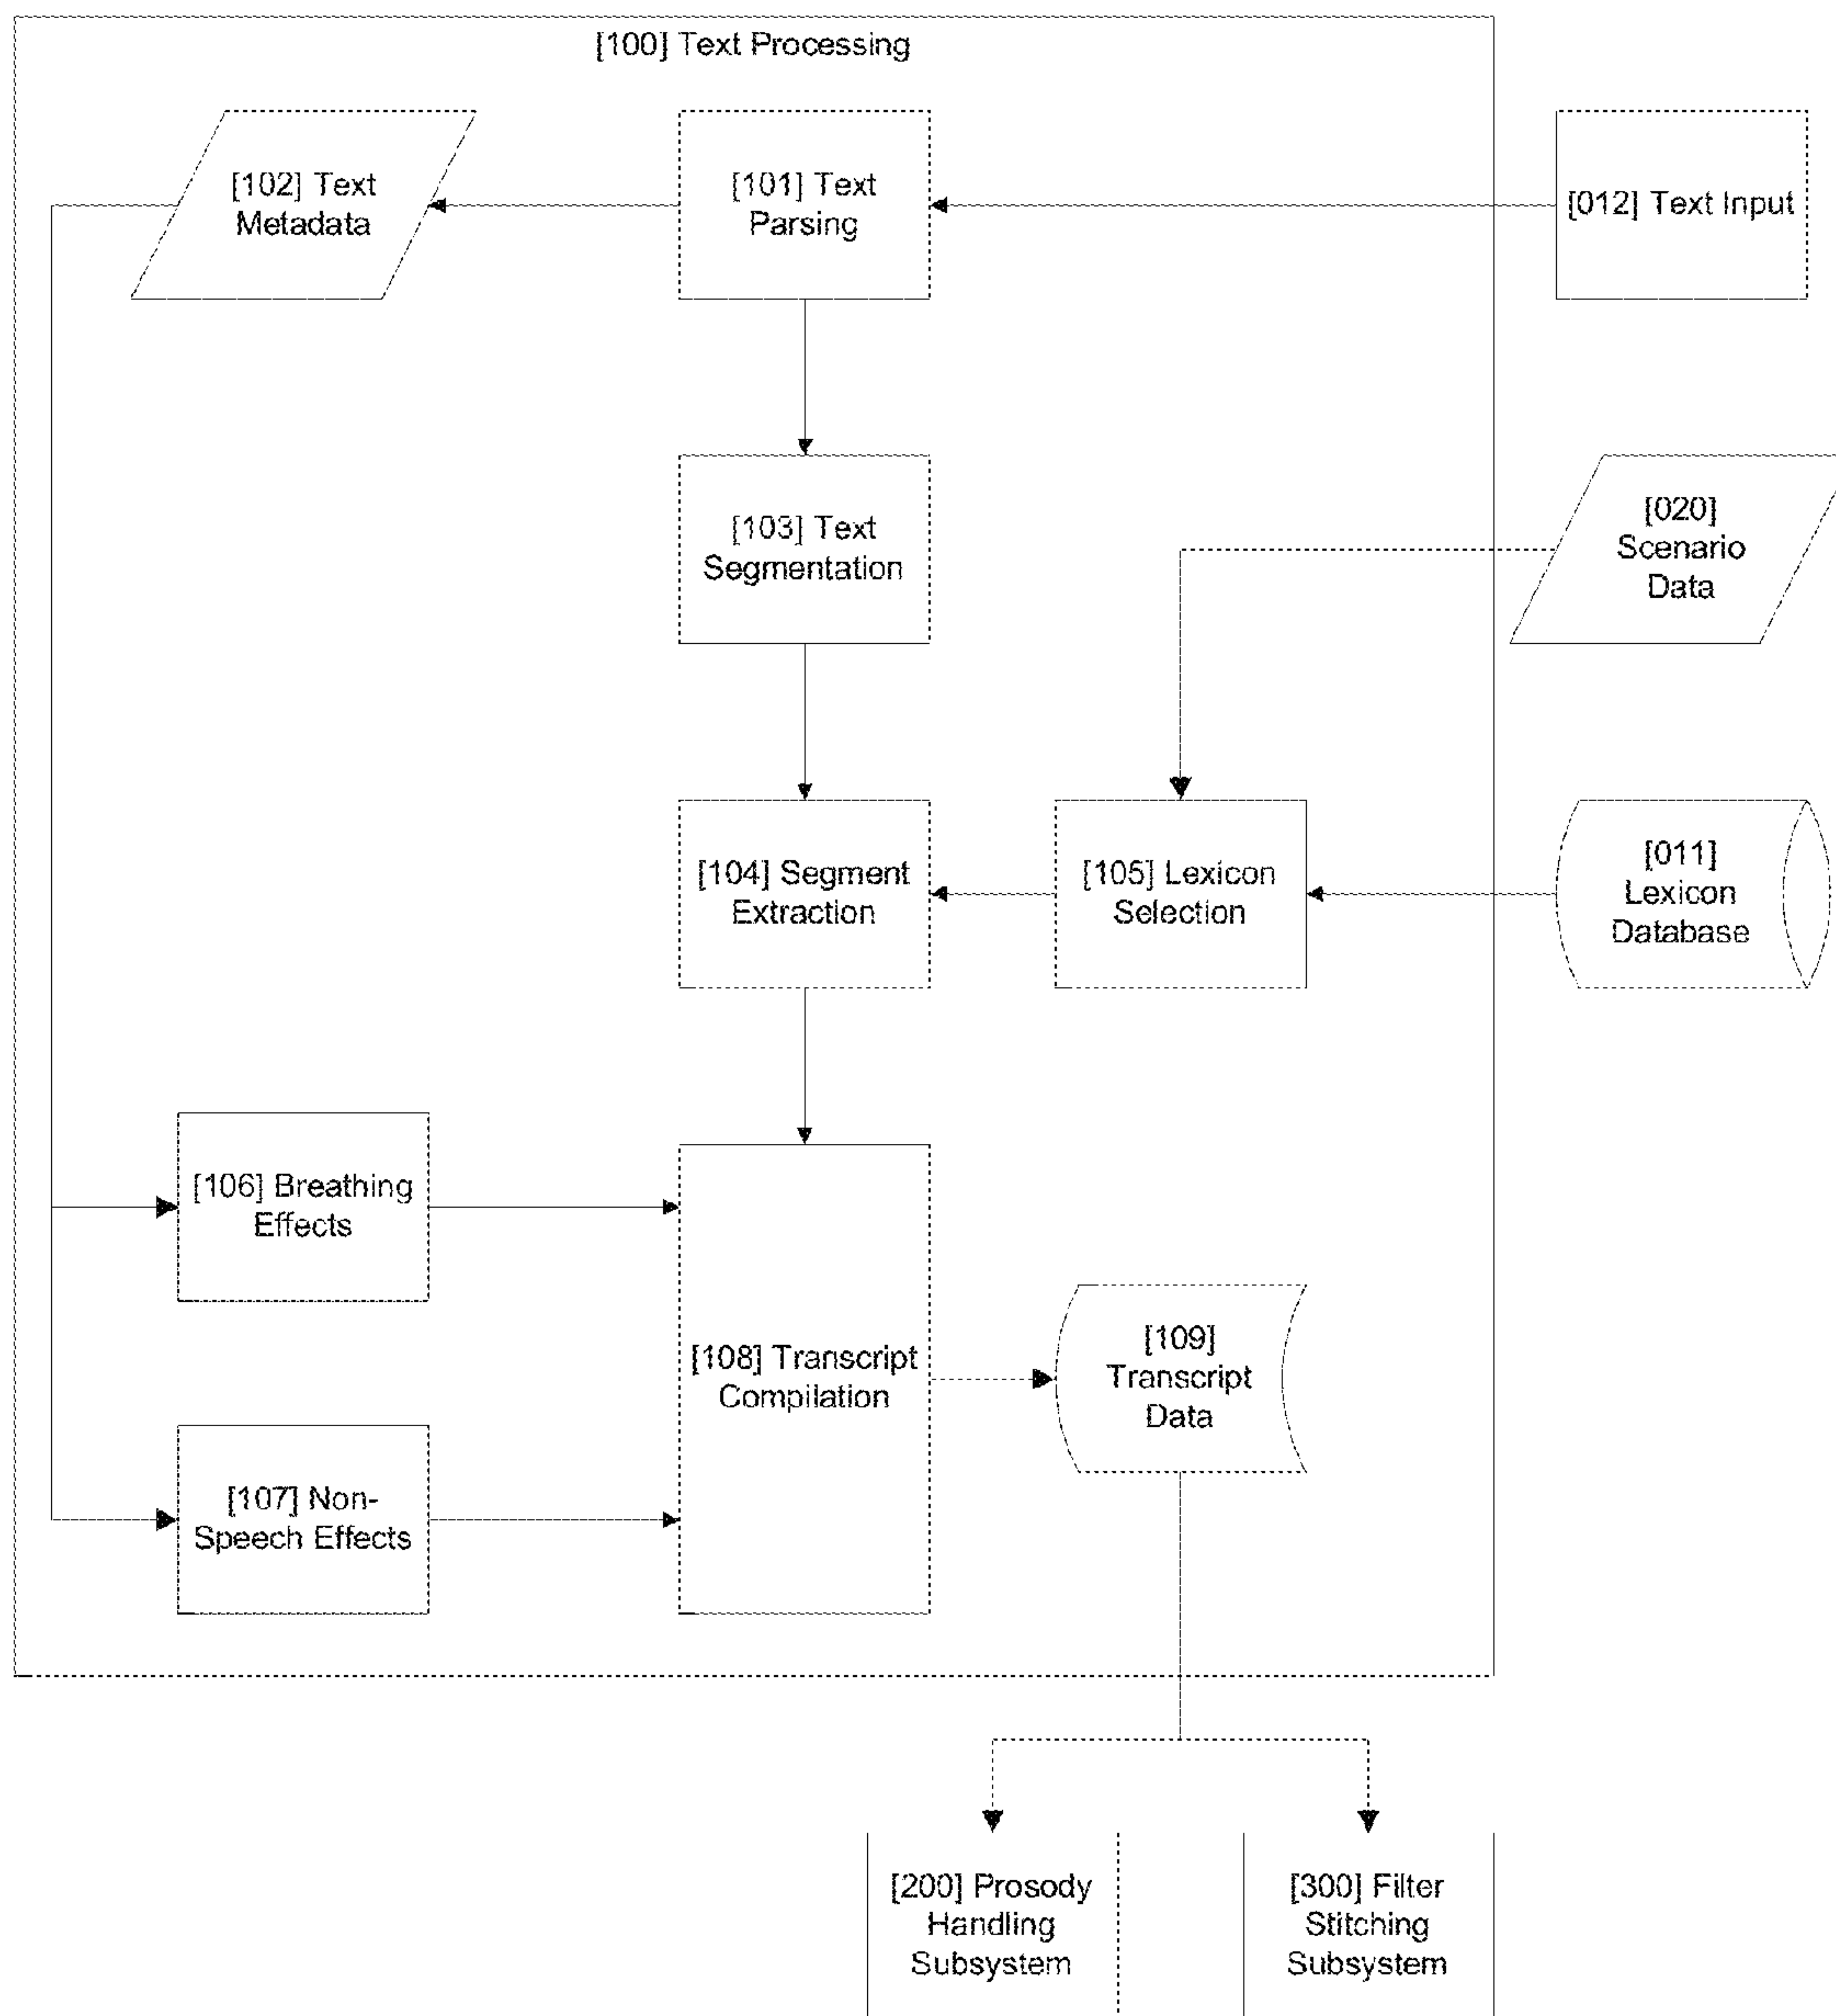 [100] Text Processing
[102] Text
Metadata
[101] Text
Parsing
[012] Text Input
[103] Text
Segmentation
[020]
Scenario
Data
[104] Segment
Extraction
[105] Lexicon
Selection
[011]
Lexicon
Database
[106] Breathing
Effects
[108] Transcript
Compilation
[109]
Transcript
Data
[107] Non-
Speech Effects
[200] Prosody
Handling
Subsystem
[300] Filter
Stitching
Subsystem